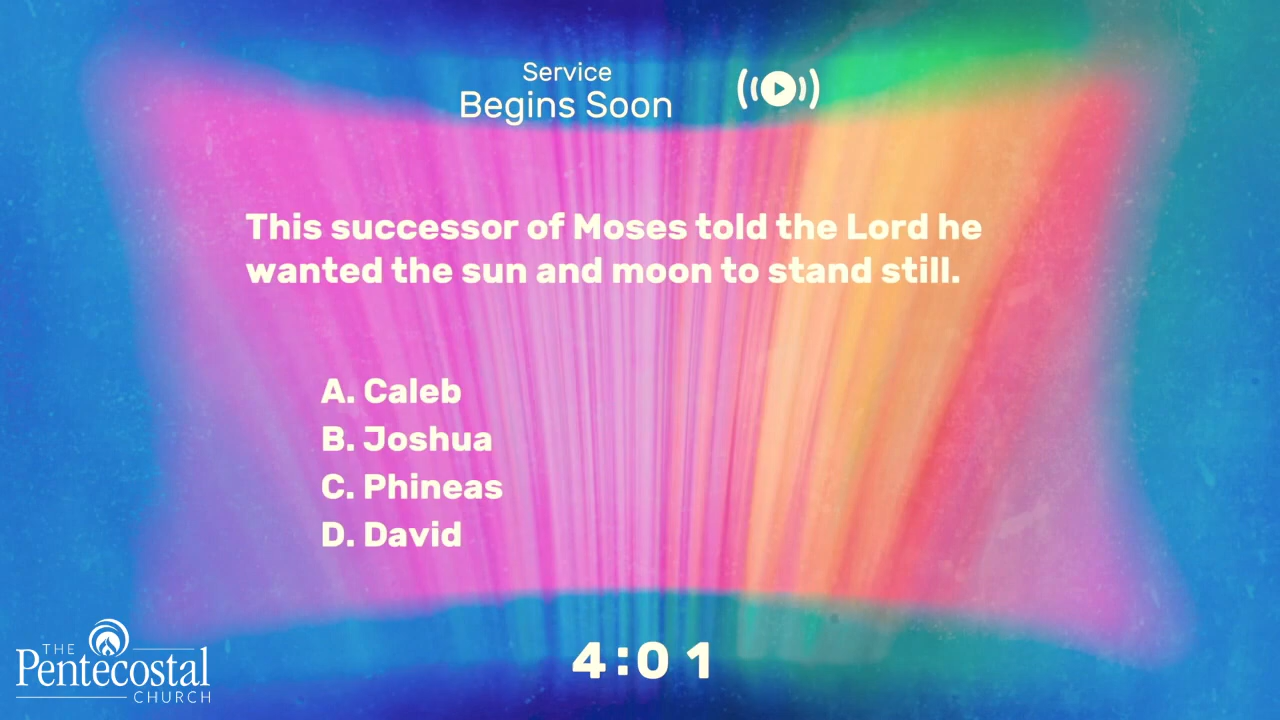 Service
Begins Soon
This successor of Moses told the Lord he
wanted the sun and moon to stand still.
A. Caleb
B. Joshua
C. Phineas
D. David
4:01
THE
Pentecostal
CHURCH